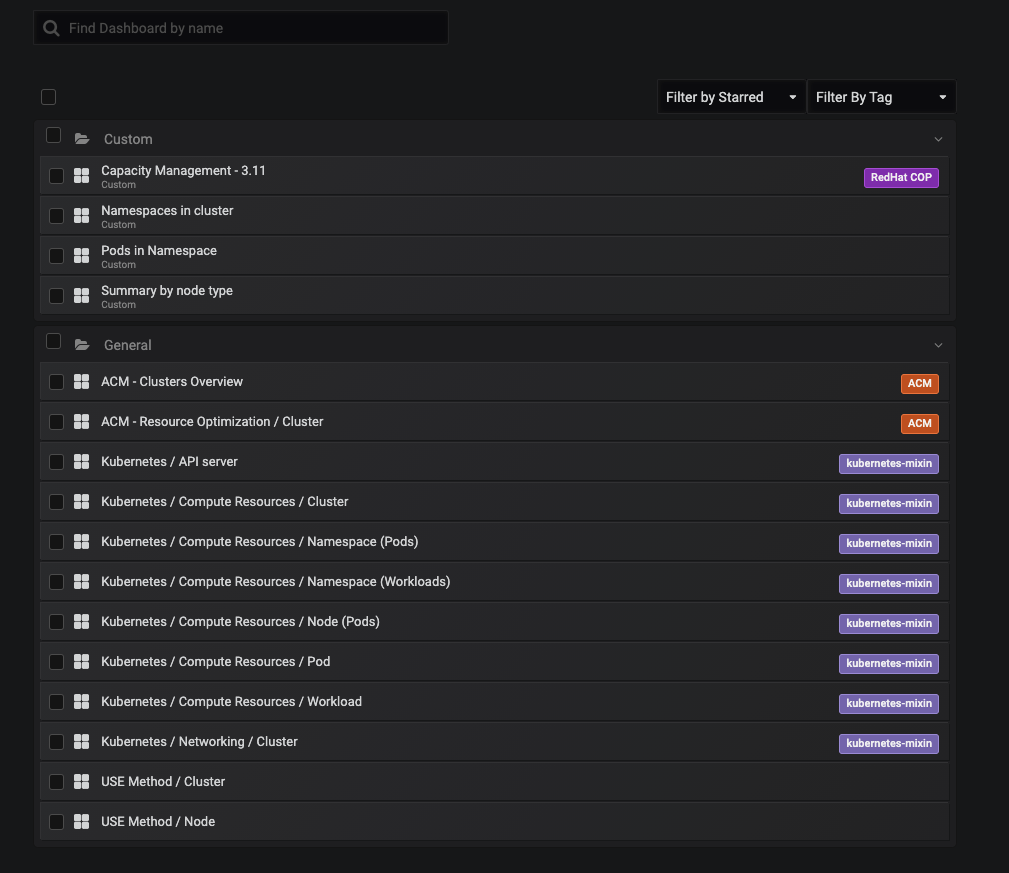 Find Dashboard by name
Filter by Starred
Filter By Tag
Custom
Capacity Management - 3.11
Custom
RedHat COP
Namespaces in cluster
Custom
Pods in Namespace
Custom
Summary by node type
Custom
General
ACM - Clusters Overview
ACM
ACM - Resource Optimization / Cluster
ACM
Kubernetes / API server
kubernetes-mixin
Kubernetes / Compute Resources / Cluster
kubernetes-mixin
Kubernetes / Compute Resources / Namespace (Pods)
kubernetes-mixin
Kubernetes / Compute Resources / Namespace (Workloads)
kubernetes-mixin
Kubernetes / Compute Resources / Node (Pods)
kubernetes-mixin
Kubernetes / Compute Resources / Pod
kubernetes-mixin
Kubernetes / Compute Resources / Workload
kubernetes-mixin
Kubernetes / Networking / Cluster
kubernetes-mixin
USE Method / Cluster
USE Method / Node